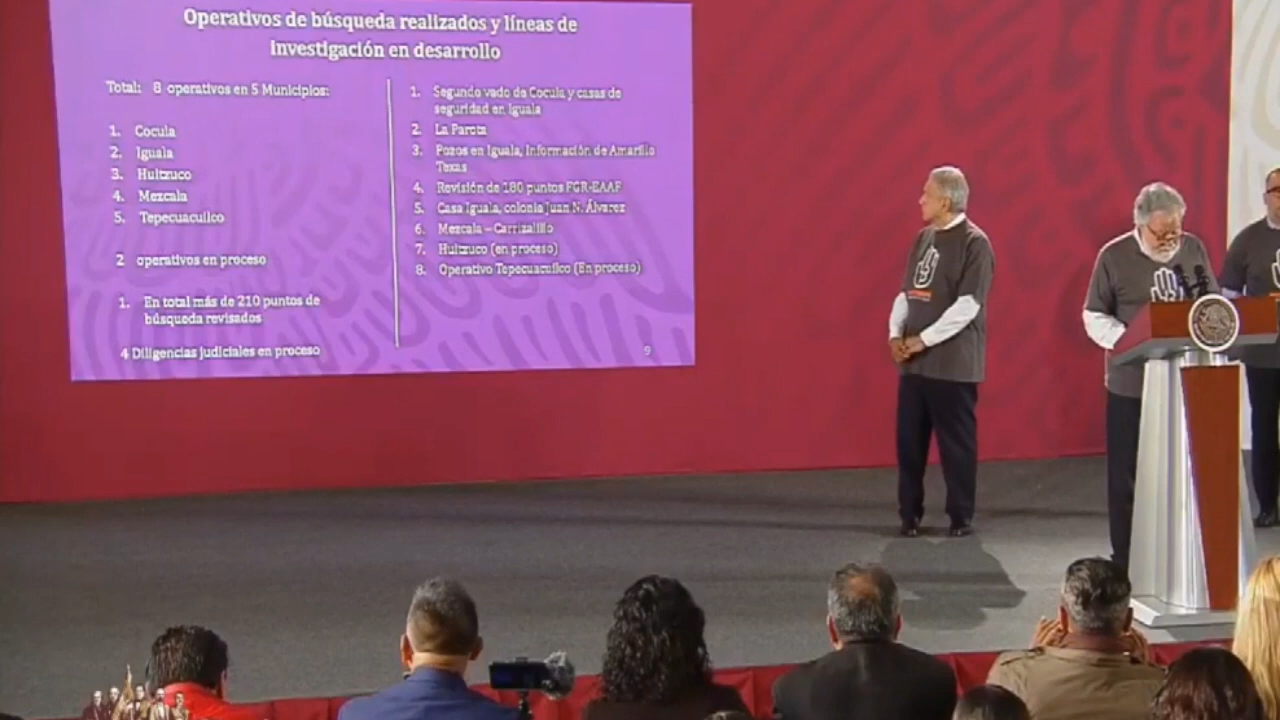 Operativos de búsqueda realizados y líneas de
investigación en desarrollo
Total: 8 operativos en 5 Municipios:
1. Cocula
2. Iguala
3. Huitzuco
4. Mezcala
5. Tepecuacuilco
2 operativos en proceso
1. En total más de 210 puntos de
búsqueda revisados
4 Diligencias judiciales en proceso
1. Segundo vado de Cocula y casas de
seguridad en Iguala
2. La Parota
3. Pozos en Iguala, Información de Amarillo
Texas
4. Revisión de 180 puntos FGR-EAAF
5. Casa Iguala, colonia Juan N. Álvarez
6. Mezcala – Carrizalillo
7. Huitzuco (en proceso)
8. Operativo Tepecuacuilco (En proceso)
9